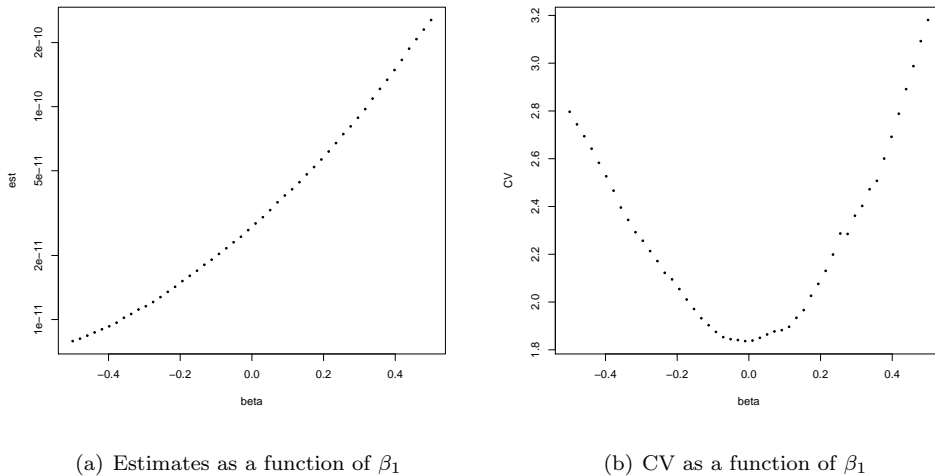 2e−10
1e−10
5e−11
2e−11
1e−11
est
−0.4 −0.2 0.0 0.2 0.4
beta
3.2
3.0
2.8
2.6
2.4
2.2
2.0
1.8
CV
−0.4 −0.2 0.0 0.2 0.4
beta
(a) Estimates as a function of β₁
(b) CV as a function of β₁